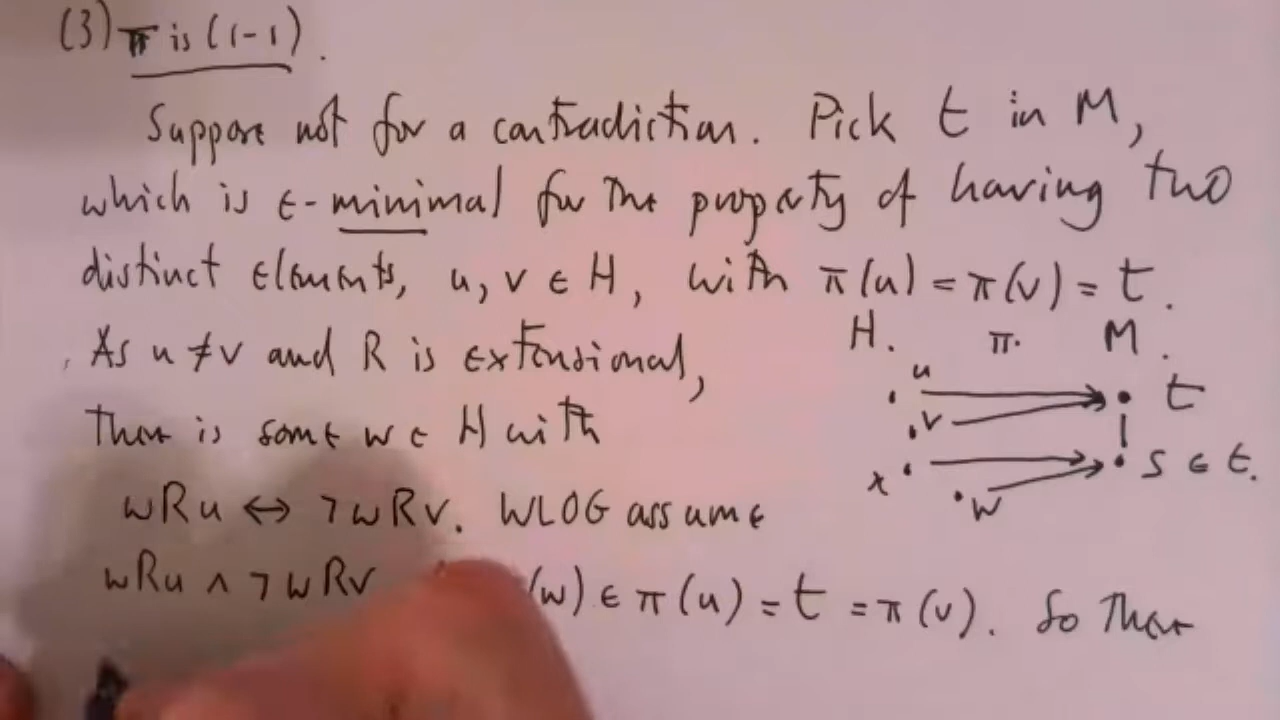 (3) π is (1-1).
Suppose not for a contradiction. Pick t in M,
which is ∈-minimal for the property of having two
distinct elements, u, v ∈ H, with π(u) = π(v) = t.
As u ≠ v and R is extensional,
there is some w ∈ H with
wRu ↔ ¬wRv. WLOG assume
wRu ∧ ¬wRv (w) ∈ π(u) = t = π(v). So there
H. π. M.
u t
v
x s ∈ t.
w